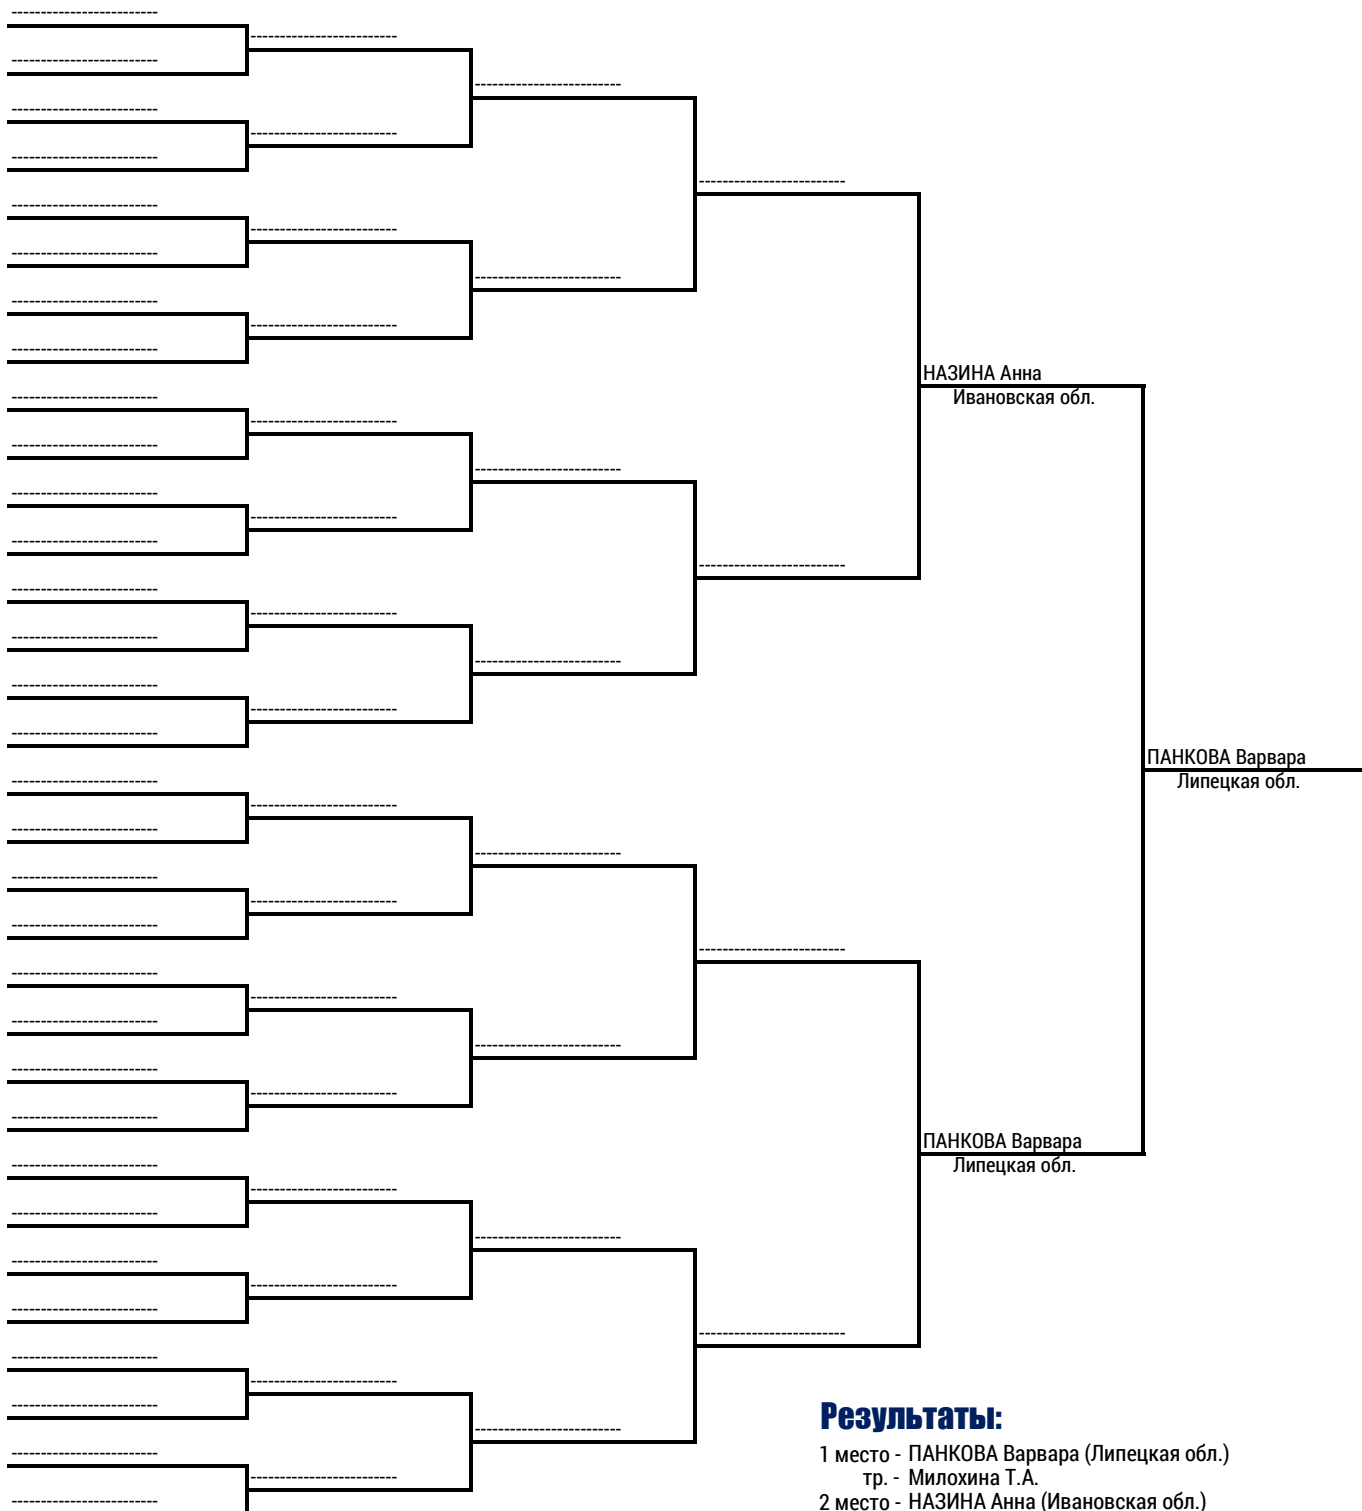 НАЗИНА Анна
Ивановская обл.
ПАНКОВА Варвара
Липецкая обл.
ПАНКОВА Варвара
Липецкая обл.
Результаты:
1 место - ПАНКОВА Варвара (Липецкая обл.)
тр. - Милохина Т.А.
2 место - НАЗИНА Анна (Ивановская обл.)